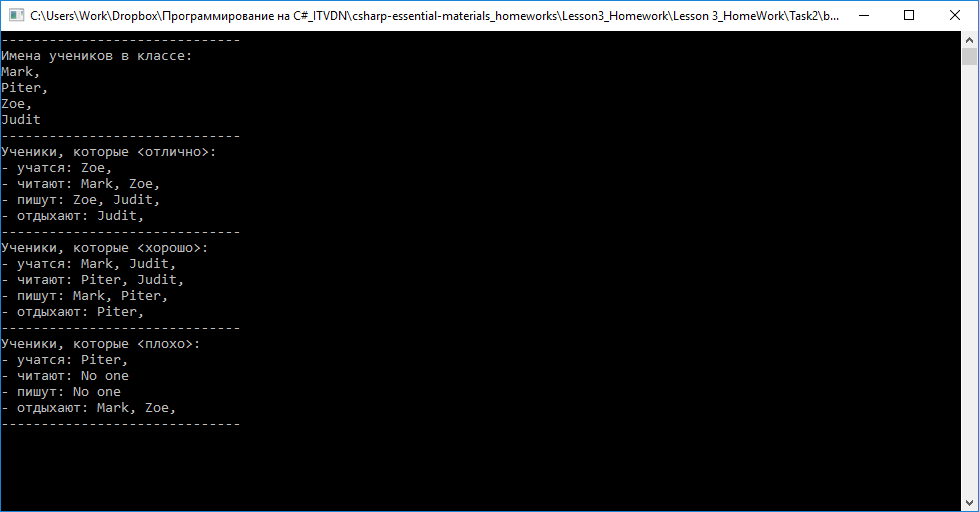 C:\Users\Work\Dropbox\Программирование на C#_ITVDN\csharp-essential-materials_homeworks\Lesson3_Homework\Lesson 3_HomeWork\Task2\b...
------------------------------
Имена учеников в классе:
Mark,
Piter,
Zoe,
Judit
------------------------------
Ученики, которые <отлично>:
- учатся: Zoe,
- читают: Mark, Zoe,
- пишут: Zoe, Judit,
- отдыхают: Judit,
------------------------------
Ученики, которые <хорошо>:
- учатся: Mark, Judit,
- читают: Piter, Judit,
- пишут: Mark, Piter,
- отдыхают: Piter,
------------------------------
Ученики, которые <плохо>:
- учатся: Piter,
- читают: No one
- пишут: No one
- отдыхают: Mark, Zoe,
------------------------------